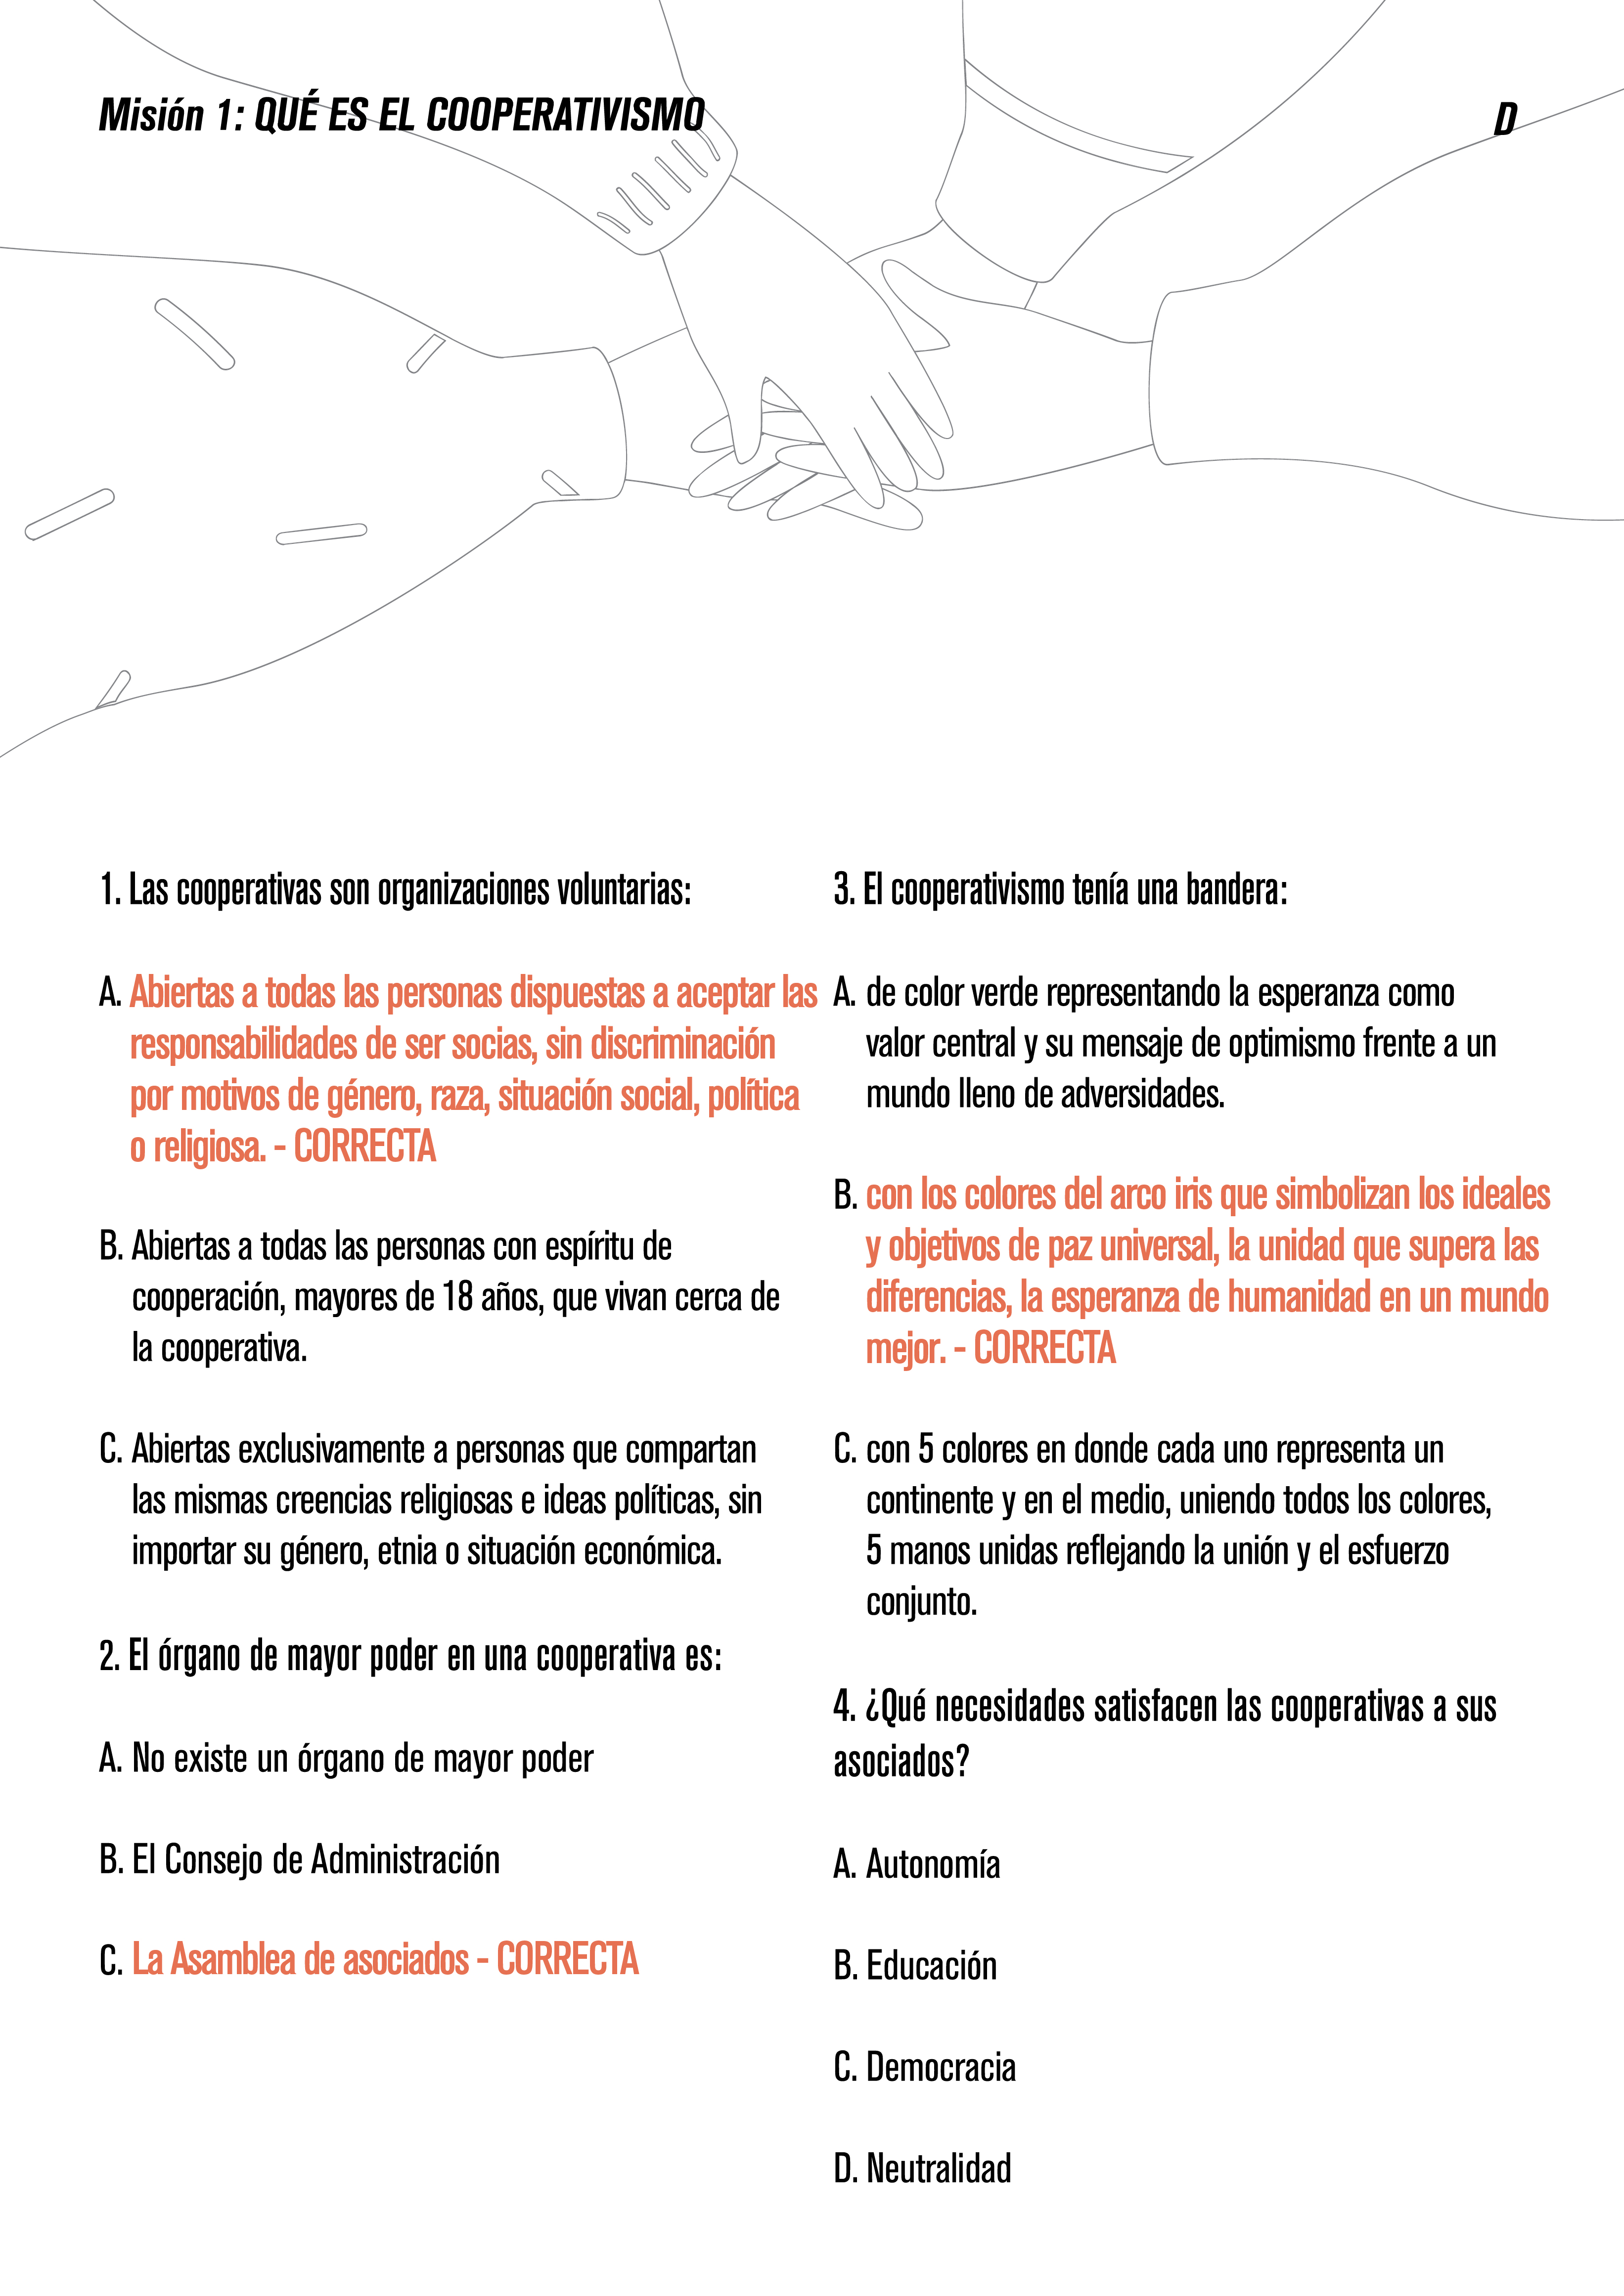 Misión 1: QUÉ ES EL COOPERATIVISMO
D
1. Las cooperativas son organizaciones voluntarias:
A. Abiertas a todas las personas dispuestas a aceptar las
responsabilidades de ser socias, sin discriminación
por motivos de género, raza, situación social, política
o religiosa. - CORRECTA
B. Abiertas a todas las personas con espíritu de
cooperación, mayores de 18 años, que vivan cerca de
la cooperativa.
C. Abiertas exclusivamente a personas que compartan
las mismas creencias religiosas e ideas políticas, sin
importar su género, etnia o situación económica.
2. El órgano de mayor poder en una cooperativa es:
A. No existe un órgano de mayor poder
B. El Consejo de Administración
C. La Asamblea de asociados - CORRECTA
3. El cooperativismo tenía una bandera:
A. de color verde representando la esperanza como
valor central y su mensaje de optimismo frente a un
mundo lleno de adversidades.
B. con los colores del arco iris que simbolizan los ideales
y objetivos de paz universal, la unidad que supera las
diferencias, la esperanza de humanidad en un mundo
mejor. - CORRECTA
C. con 5 colores en donde cada uno representa un
continente y en el medio, uniendo todos los colores,
5 manos unidas reflejando la unión y el esfuerzo
conjunto.
4. ¿Qué necesidades satisfacen las cooperativas a sus
asociados?
A. Autonomía
B. Educación
C. Democracia
D. Neutralidad